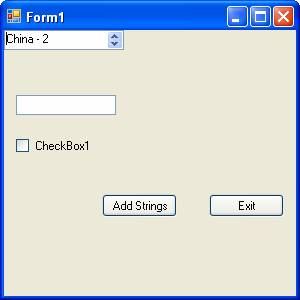 Form1
China - 2
CheckBox1
Add Strings
Exit